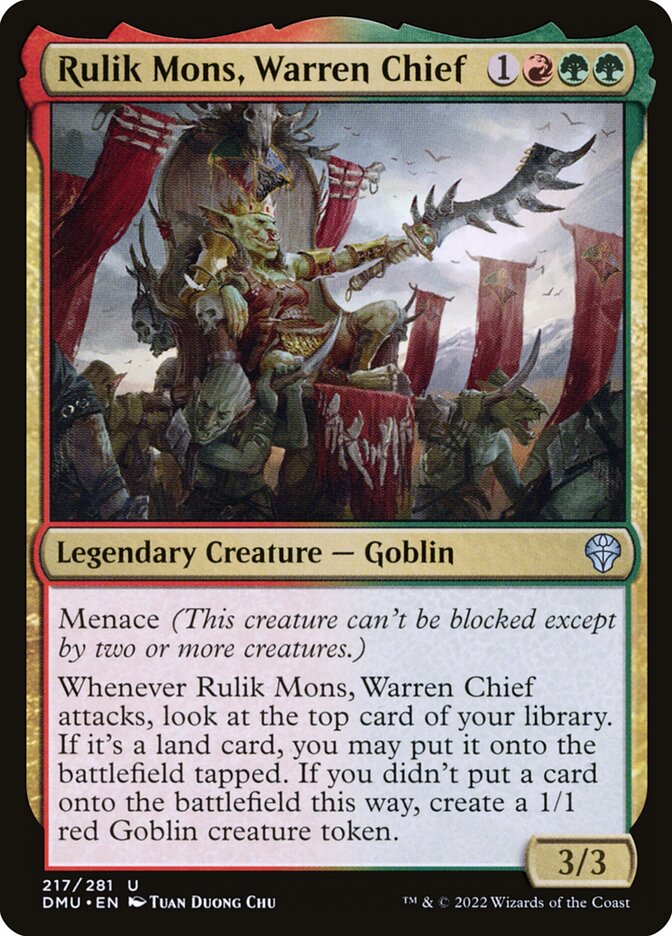 Rulik Mons, Warren Chief 1
Legendary Creature — Goblin
Menace (This creature can't be blocked except
by two or more creatures.)
Whenever Rulik Mons, Warren Chief
attacks, look at the top card of your library.
If it's a land card, you may put it onto the
battlefield tapped. If you didn't put a card
onto the battlefield this way, create a 1/1
red Goblin creature token.
3/3
217/281 U
DMU • EN Tuan Duong Chu
™ & © 2022 Wizards of the Coast